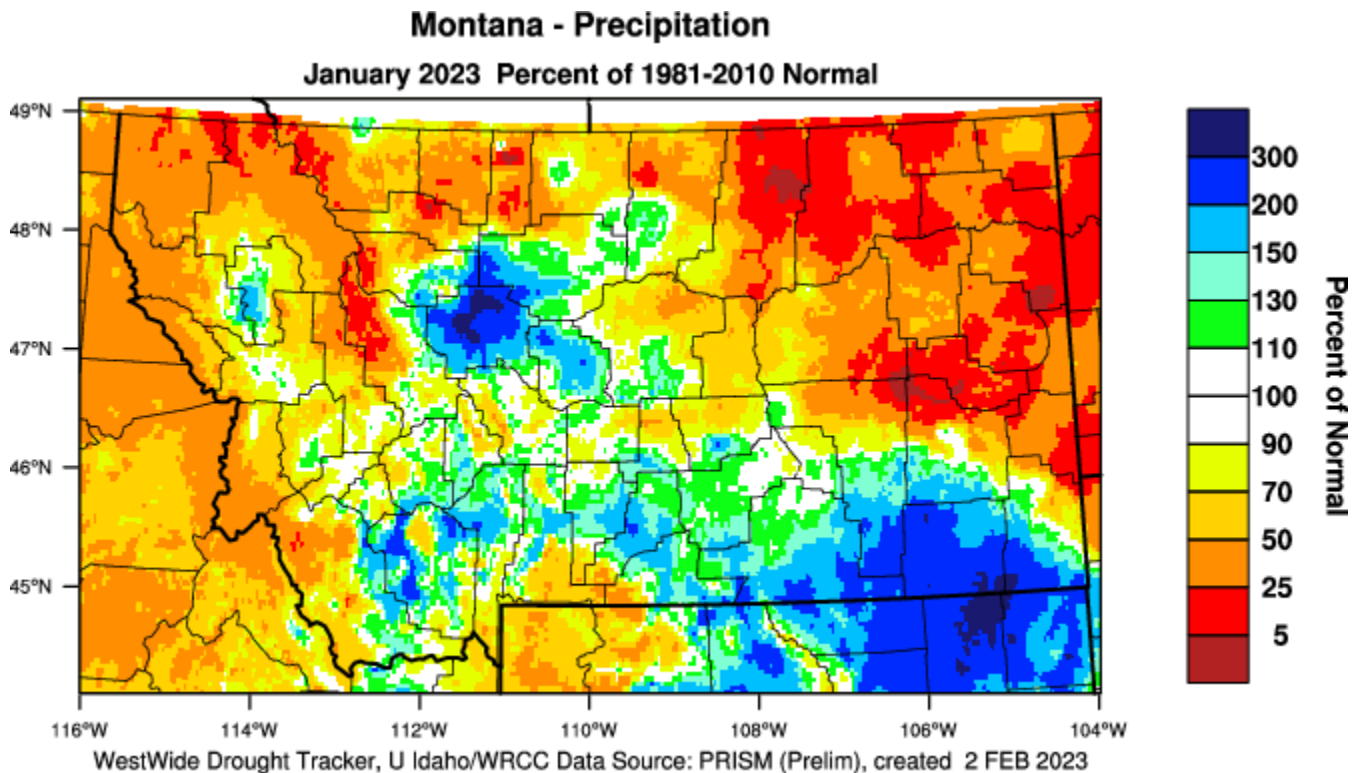 Montana - Precipitation
January 2023 Percent of 1981-2010 Normal
49°N
48°N
47°N
46°N
45°N
116°W 114°W 112°W 110°W 108°W 106°W 104°W
300
200
150
130
110
100
90
70
50
25
5
Percent of Normal
WestWide Drought Tracker, U Idaho/WRCC Data Source: PRISM (Prelim), created 2 FEB 2023